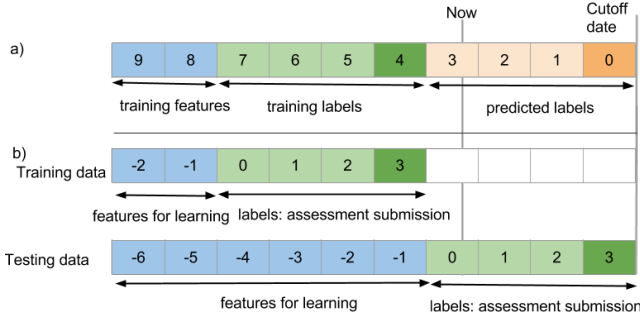 Now
Cutoff
date
a)
9 8 7 6 5 4 3 2 1 0
training features training labels predicted labels
b)
Training data
-2 -1 0 1 2 3
features for learning labels: assessment submission
Testing data
-6 -5 -4 -3 -2 -1 0 1 2 3
features for learning labels: assessment submission